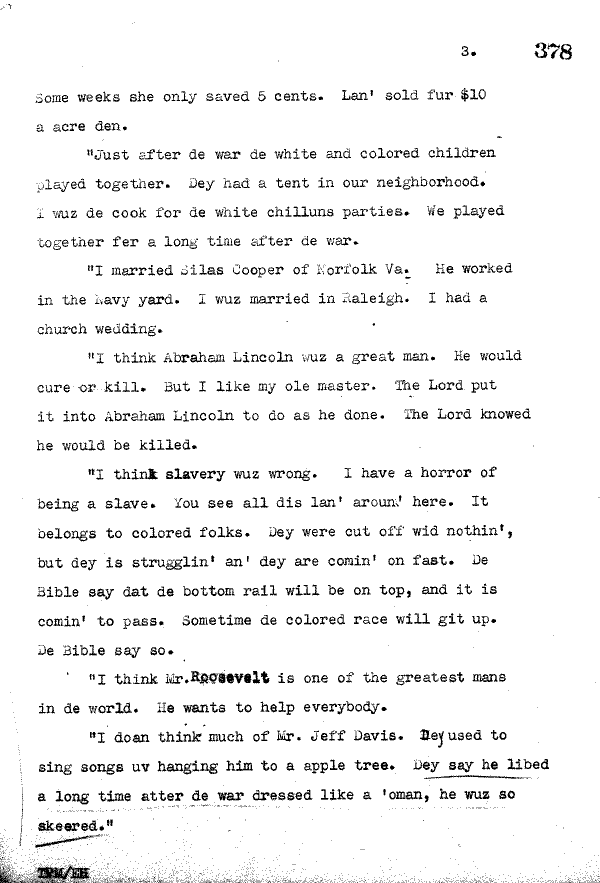 3. 378
Some weeks she only saved 5 cents. Lan' sold fur $10
a acre den.
"Just after de war de white and colored children
played together. Dey had a tent in our neighborhood.
I wuz de cook for de white chilluns parties. We played
together fer a long time after de war.
"I married Silas Cooper of Norfolk Va. He worked
in the Navy yard. I wuz married in Raleigh. I had a
church wedding.
"I think Abraham Lincoln wuz a great man. He would
cure or kill. But I like my ole master. The Lord put
it into Abraham Lincoln to do as he done. The Lord knowed
he would be killed.
"I think slavery wuz wrong. I have a horror of
being a slave. You see all dis lan' aroun' here. It
belongs to colored folks. Dey were cut off wid nothin',
but dey is strugglin' an' dey are comin' on fast. De
Bible say dat de bottom rail will be on top, and it is
comin' to pass. Sometime de colored race will git up.
De Bible say so.
"I think Mr.Roosevelt is one of the greatest mans
in de world. He wants to help everybody.
"I doan think much of Mr. Jeff Davis. Dey used to
sing songs uv hanging him to a apple tree. Dey say he libed
a long time atter de war dressed like a 'oman, he wuz so
skeered."